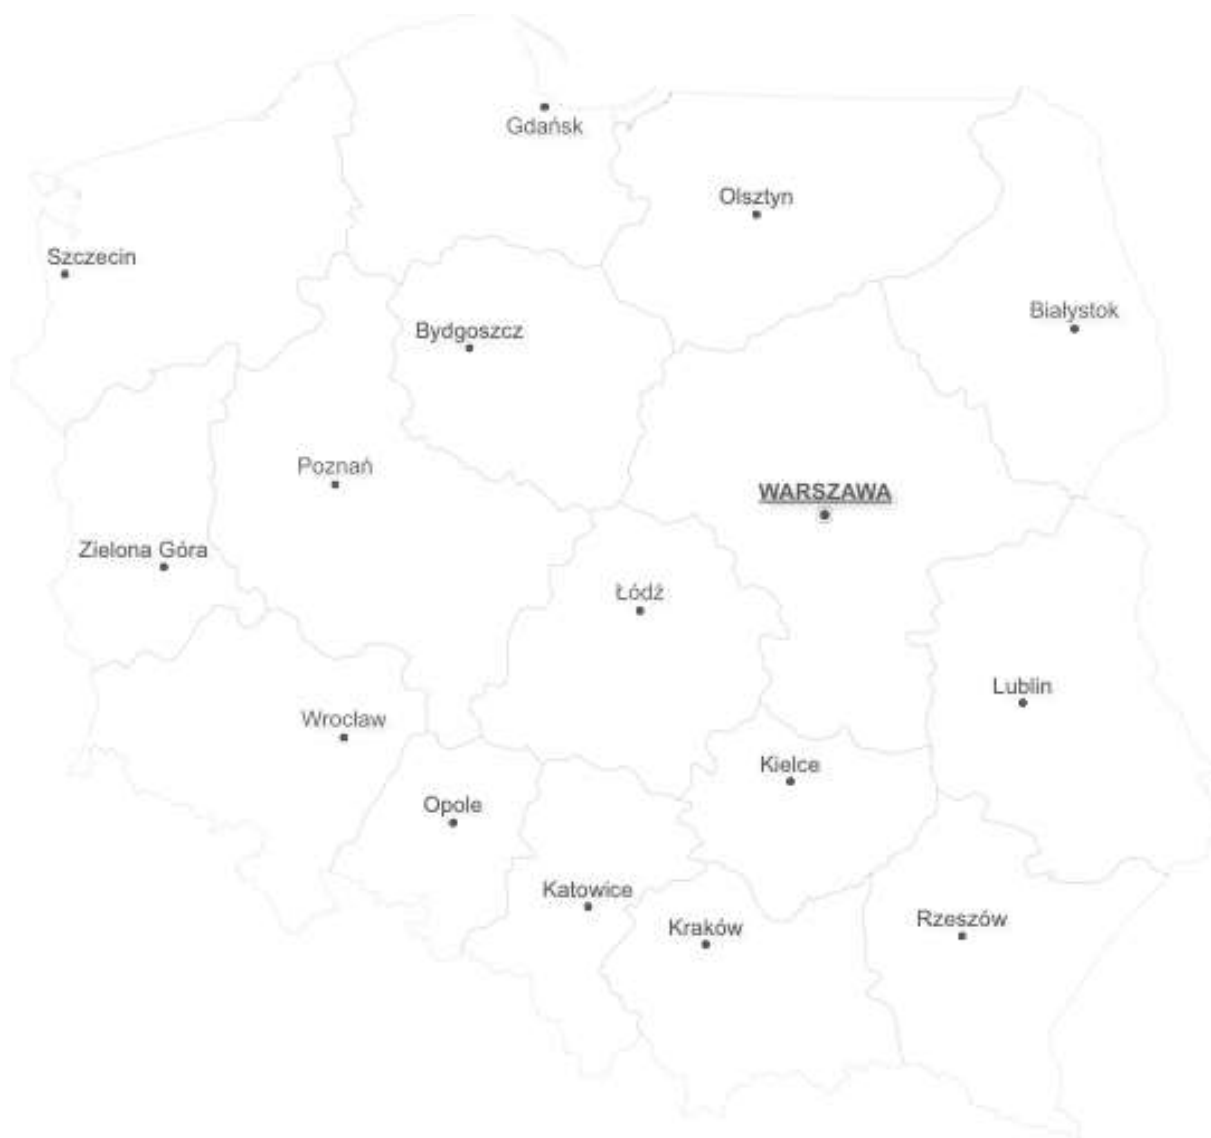 Gdańsk
Olsztyn
Szczecin
Białystok
Bydgoszcz
Poznań
WARSZAWA
Zielona Góra
Łódź
Lublin
Wrocław
Kielce
Opole
Katowice
Rzeszów
Kraków